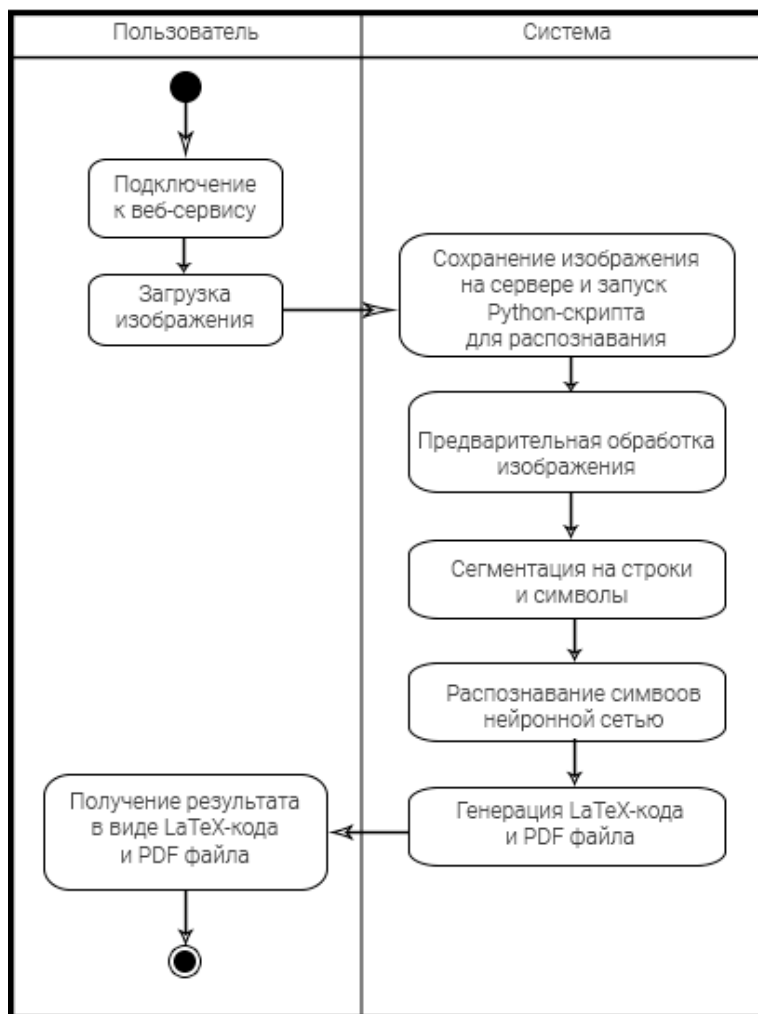 Пользователь
Система
Подключение
к веб-сервису
Загрузка
изображения
Сохранение изображения
на сервере и запуск
Python-скрипта
для распознавания
Предварительная обработка
изображения
Сегментация на строки
и символы
Распознавание симвоов
нейронной сетью
Генерация LaTeX-кода
и PDF файла
Получение результата
в виде LaTeX-кода
и PDF файла